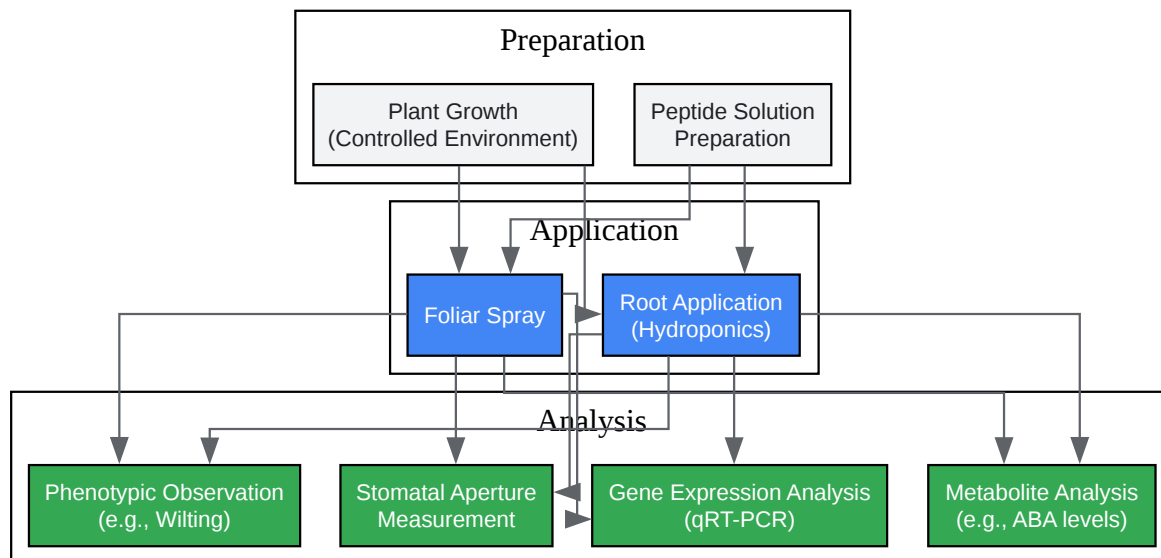 Preparation
Plant Growth
(Controlled Environment)
Peptide Solution
Preparation
Application
Foliar Spray
Root Application
(Hydroponics)
Analysis
Phenotypic Observation
(e.g., Wilting)
Stomatal Aperture
Measurement
Gene Expression Analysis
(qRT-PCR)
Metabolite Analysis
(e.g., ABA levels)